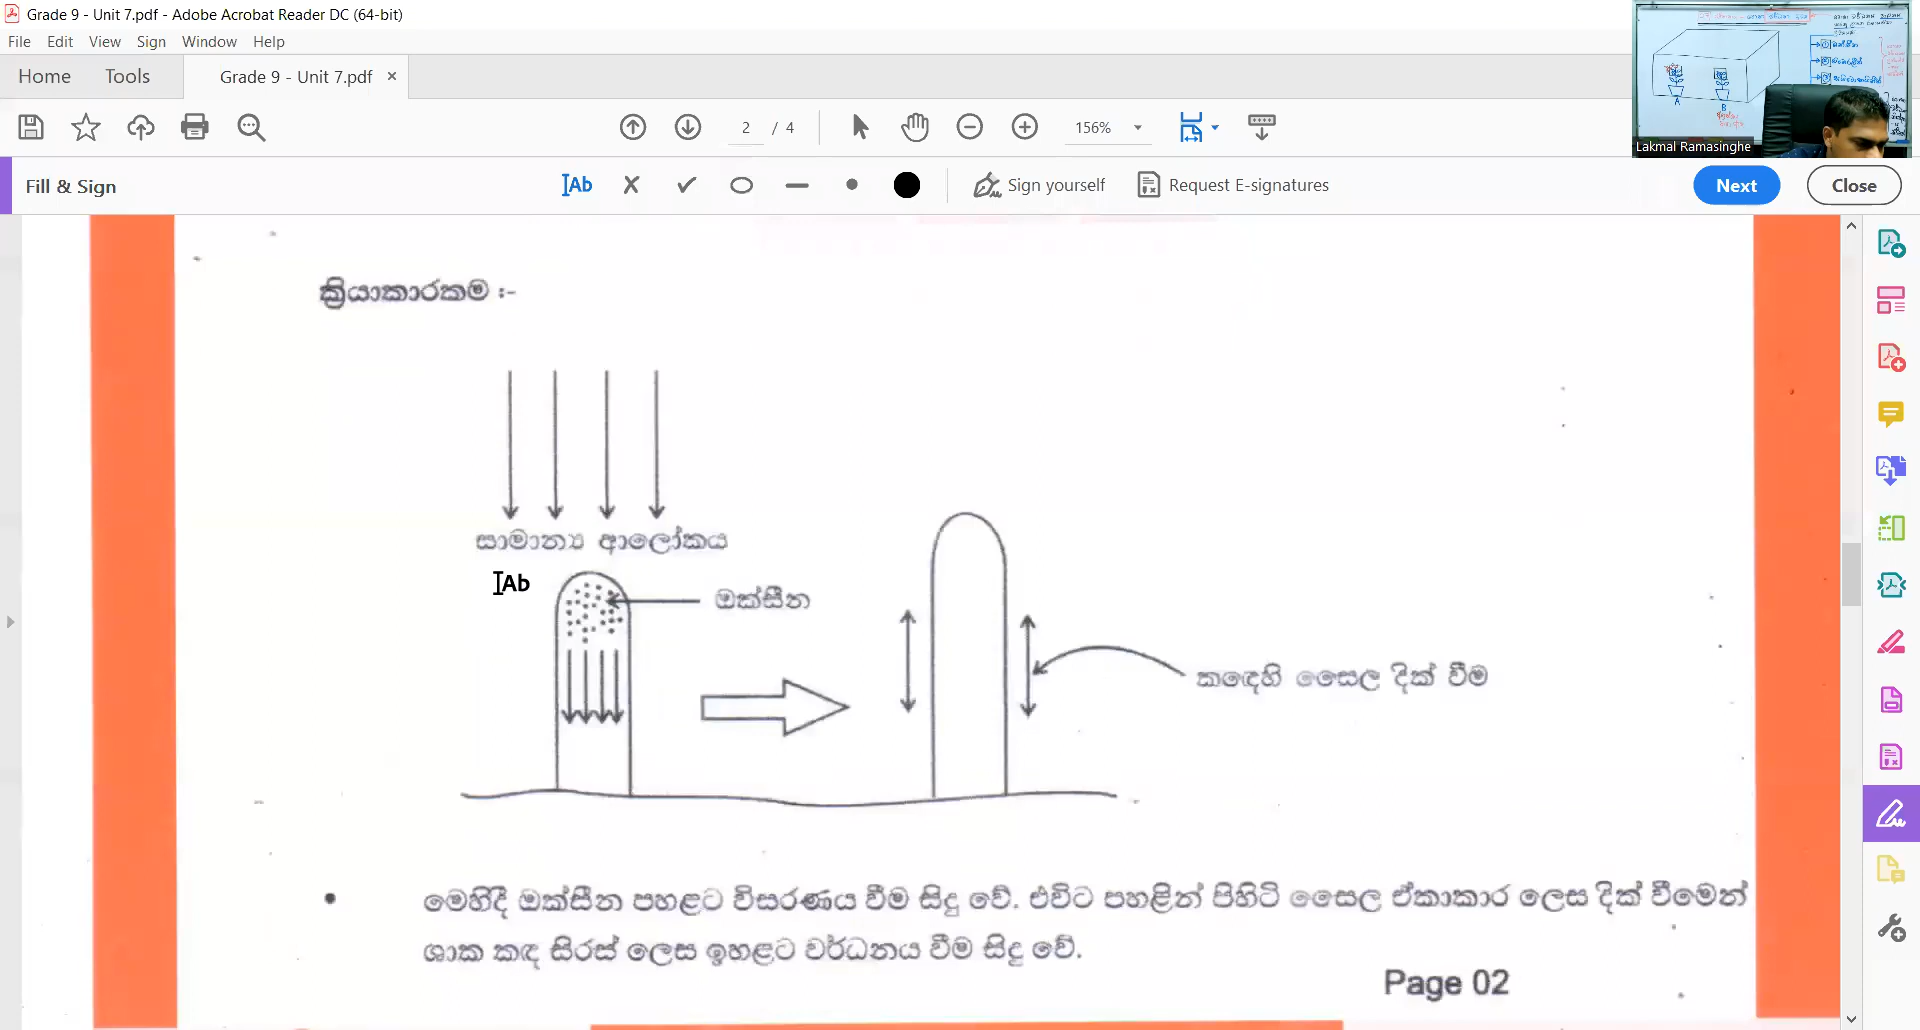 Grade 9 - Unit 7.pdf - Adobe Acrobat Reader DC (64-bit)
File Edit View Sign Window Help
Home Tools Grade 9 - Unit 7.pdf ×
2 / 4 156%
Fill & Sign Ab Sign yourself Request E-signatures Next Close
Lakmal Ramasinghe
A B
ක්‍රියාකාරකම :-
සාමාන්‍ය ආලෝකය
Ab
ඔක්සීන
කඳෙහි සෛල දික් වීම
• මෙහිදී ඔක්සීන පහළට විසරණය වීම සිදු වේ. එවිට පහළින් පිහිටි සෛල ඒකාකාර ලෙස දික් වීමෙන්
ශාක කඳ සිරස් ලෙස ඉහළට වර්ධනය වීම සිදු වේ.
Page 02